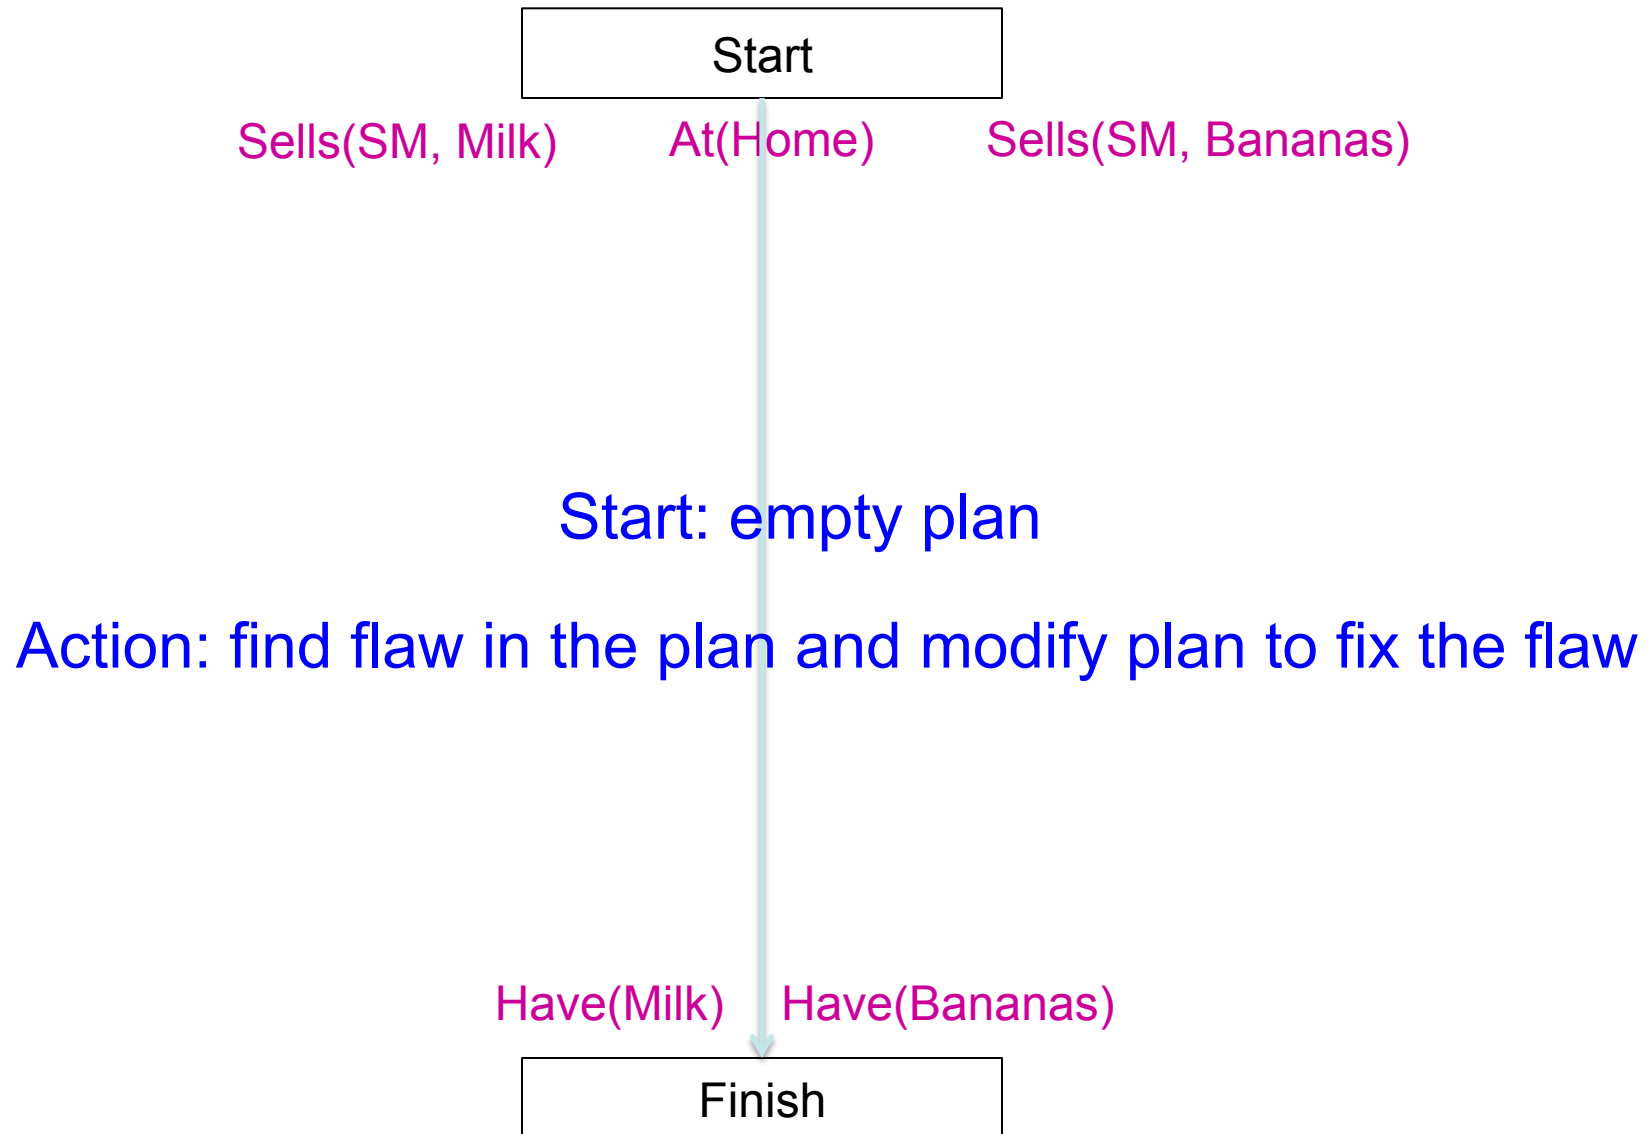 Start
Sells(SM, Milk) At(Home) Sells(SM, Bananas)
Start: empty plan
Action: find flaw in the plan and modify plan to fix the flaw
Have(Milk) Have(Bananas)
Finish